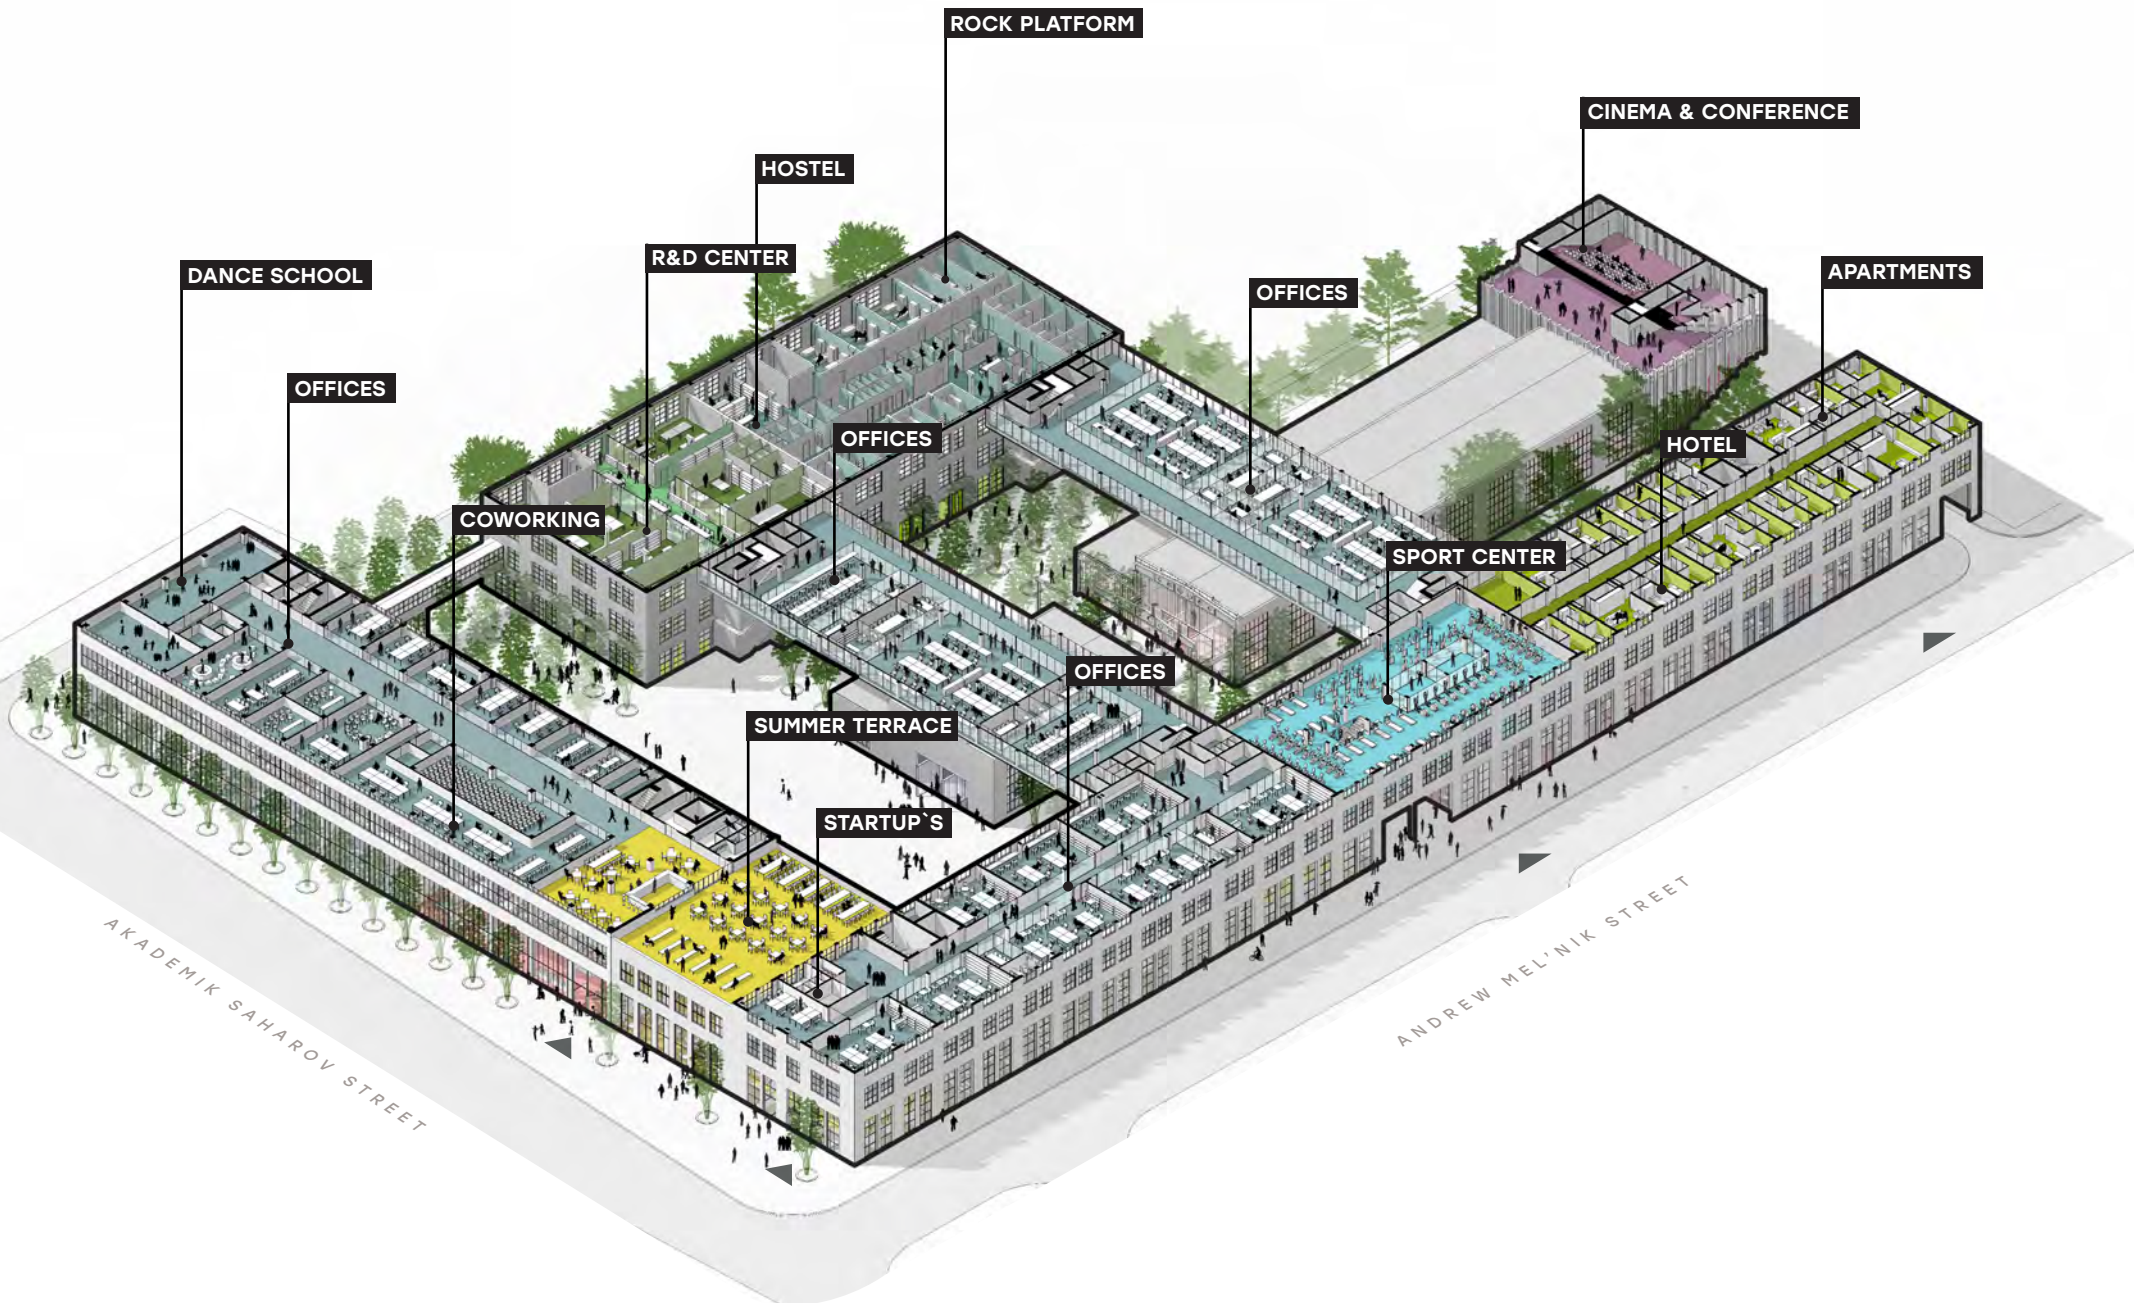 ROCK PLATFORM
CINEMA & CONFERENCE
HOSTEL
R&D CENTER
DANCE SCHOOL
APARTMENTS
OFFICES
OFFICES
OFFICES
HOTEL
COWORKING
SPORT CENTER
OFFICES
SUMMER TERRACE
STARTUP`S
AKADEMIK SAHAROV STREET
ANDREW MEL'NIK STREET